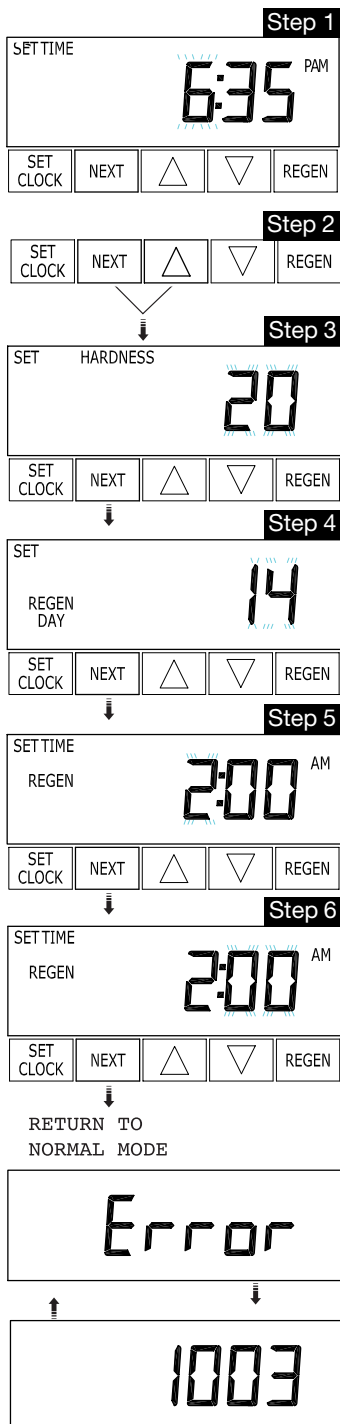 Step 1
SET TIME
6:35 PAM
SET CLOCK NEXT REGEN
Step 2
SET CLOCK NEXT REGEN
Step 3
SET HARDNESS
20
SET CLOCK NEXT REGEN
Step 4
SET
14
REGEN DAY
SET CLOCK NEXT REGEN
Step 5
SET TIME
REGEN
2:00 AM
SET CLOCK NEXT REGEN
Step 6
SET TIME
REGEN
2:00 AM
SET CLOCK NEXT REGEN
RETURN TO
NORMAL MODE
Error
1003